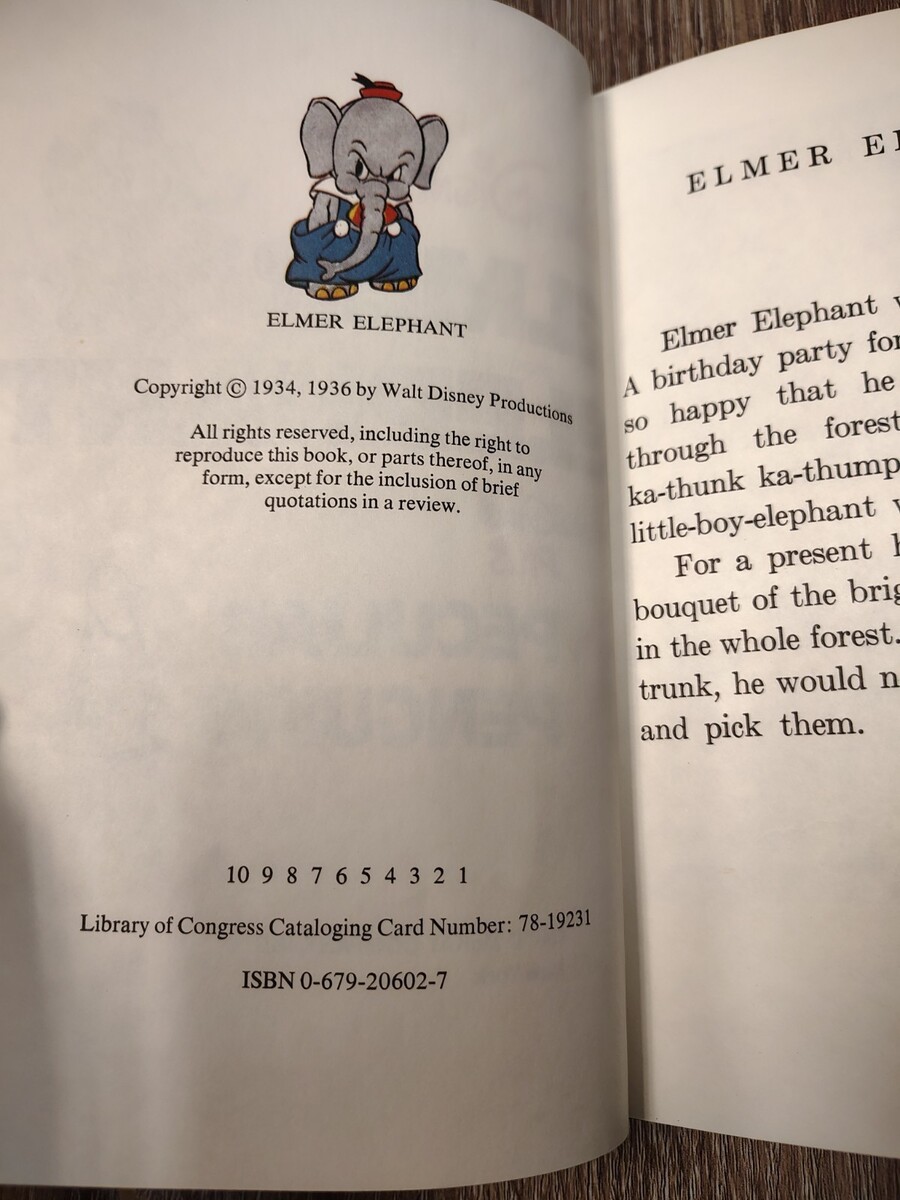 ELMER ELEPHANT
Copyright © 1934, 1936 by Walt Disney Productions
All rights reserved, including the right to
reproduce this book, or parts thereof, in any
form, except for the inclusion of brief
quotations in a review.
10 9 8 7 6 5 4 3 2 1
Library of Congress Cataloging Card Number: 78-19231
ISBN 0-679-20602-7
ELMER
Elmer Elephant
A birthday party
so happy that he
through the forest
ka-thunk ka-thump
little-boy-elephant
For a present
bouquet of the
in the whole forest.
trunk, he would
and pick them.